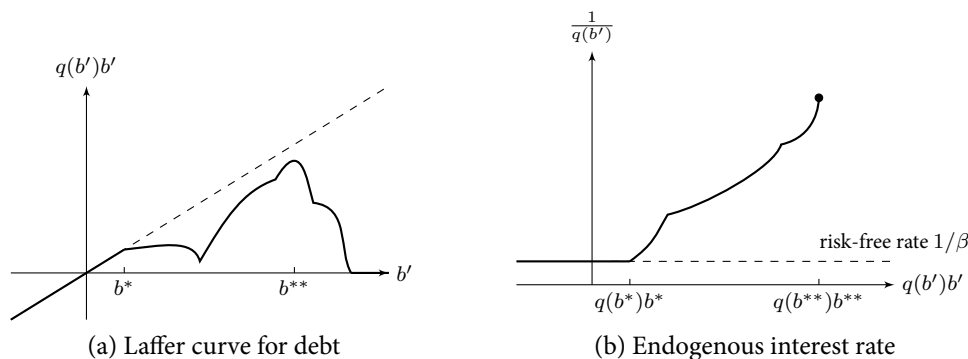 q(b′)b′
b′
b*
b**
(a) Laffer curve for debt
1/q(b′)
risk-free rate 1/β
q(b′)b′
q(b*)b*
q(b**)b**
(b) Endogenous interest rate